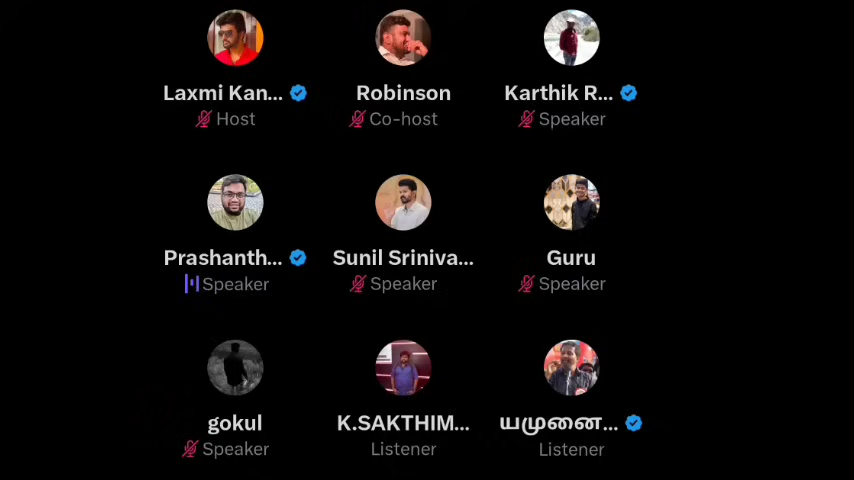 Laxmi Kan... Robinson Karthik R...
Host Co-host Speaker
Prashanth... Sunil Sriniva... Guru
Speaker Speaker Speaker
gokul K.SAKTHIM... யமுனை...
Speaker Listener Listener